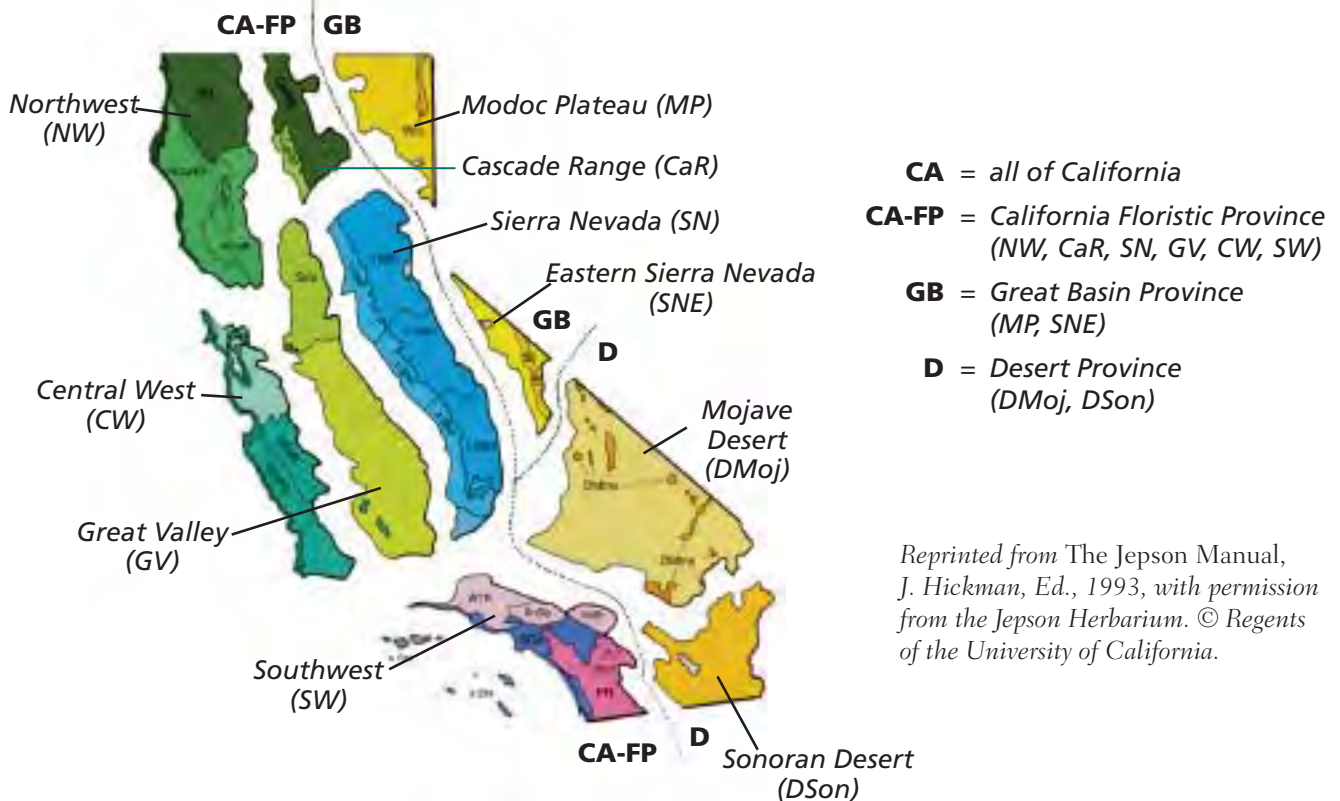 CA-FP GB
Northwest
(NW)
Modoc Plateau (MP)
Cascade Range (CaR)
Sierra Nevada (SN)
Eastern Sierra Nevada
(SNE)
GB
D
Central West
(CW)
Mojave
Desert
(DMoj)
Great Valley
(GV)
Southwest
(SW)
CA-FP
D
Sonoran Desert
(DSon)
CA = all of California
CA-FP = California Floristic Province
(NW, CaR, SN, GV, CW, SW)
GB = Great Basin Province
(MP, SNE)
D = Desert Province
(DMoj, DSon)
Reprinted from The Jepson Manual,
J. Hickman, Ed., 1993, with permission
from the Jepson Herbarium. © Regents
of the University of California.